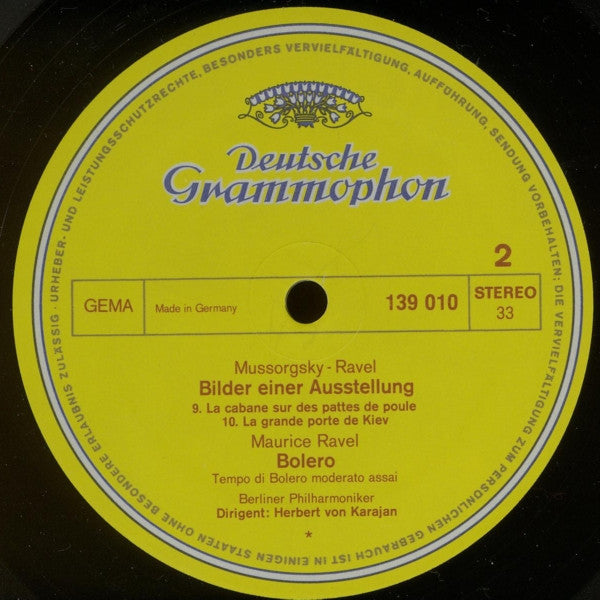 Deutsche
Grammophon
2
GEMA
Made in Germany
139 010
STEREO
33
Mussorgsky - Ravel
Bilder einer Ausstellung
9. La cabane sur des pattes de poule
10. La grande porte de Kiev
Maurice Ravel
Bolero
Tempo di Bolero moderato assai
Berliner Philharmoniker
Dirigent: Herbert von Karajan
*
URHEBER- UND LEISTUNGSSCHUTZRECHTE, BESONDERS VERVIELFÄLTIGUNG, AUFFÜHRUNG, SENDUNG VORBEHALTEN; DIE VERVIELFÄLTIGUNG ZUM PERSÖNLICHEN GEBRAUCH IST IN EINIGEN STAATEN OHNE BESONDERE ERLAUBNIS ZULÄSSIG ·